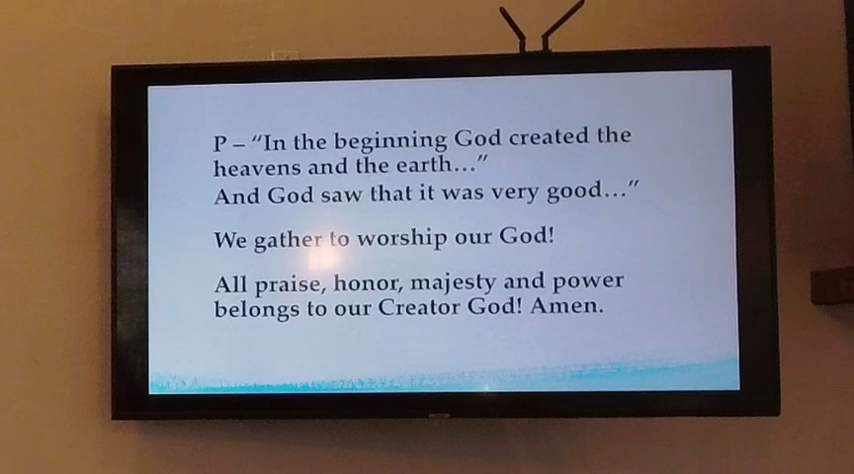 P – “In the beginning God created the
heavens and the earth…”
And God saw that it was very good…”
We gather to worship our God!
All praise, honor, majesty and power
belongs to our Creator God! Amen.